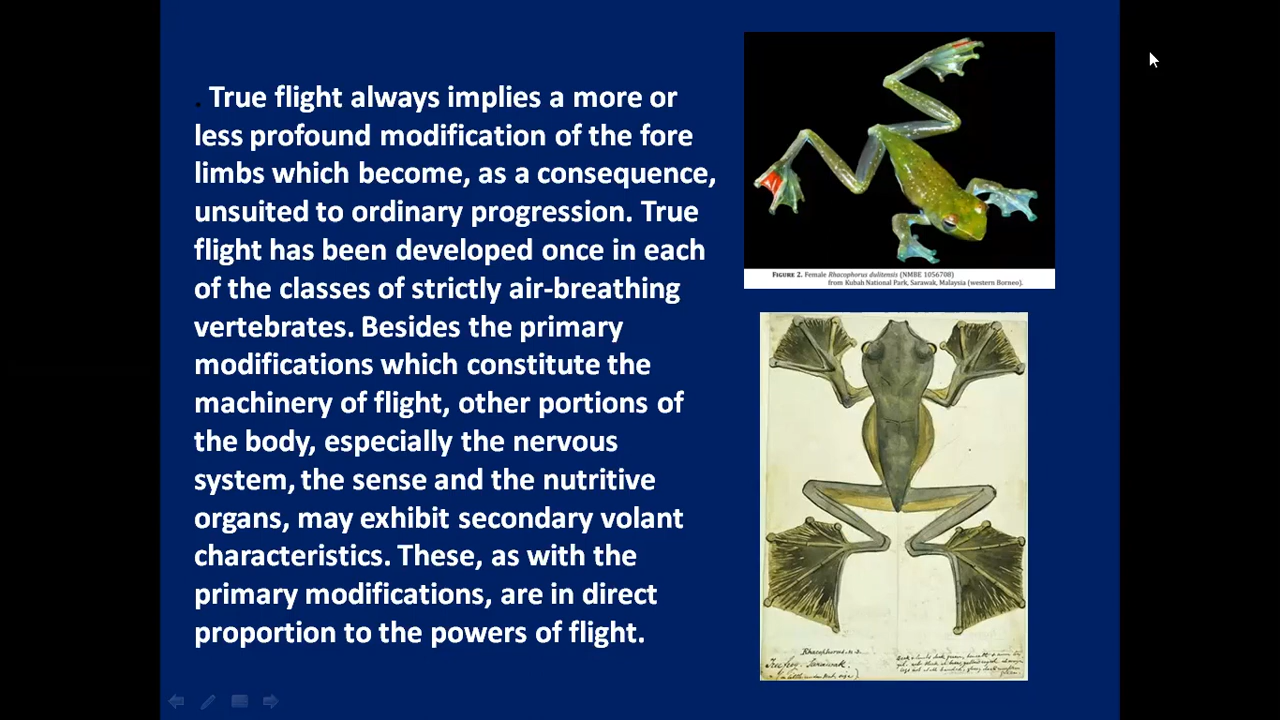 . True flight always implies a more or
less profound modification of the fore
limbs which become, as a consequence,
unsuited to ordinary progression. True
flight has been developed once in each
of the classes of strictly air-breathing
vertebrates. Besides the primary
modifications which constitute the
machinery of flight, other portions of
the body, especially the nervous
system, the sense and the nutritive
organs, may exhibit secondary volant
characteristics. These, as with the
primary modifications, are in direct
proportion to the powers of flight.
FIGURE 2. Female Rhacophorus dulitensis (NMBE 1056708)
from Kubah National Park, Sarawak, Malaysia (western Borneo).
Rhacophorus
Tree frog. Sarawak.